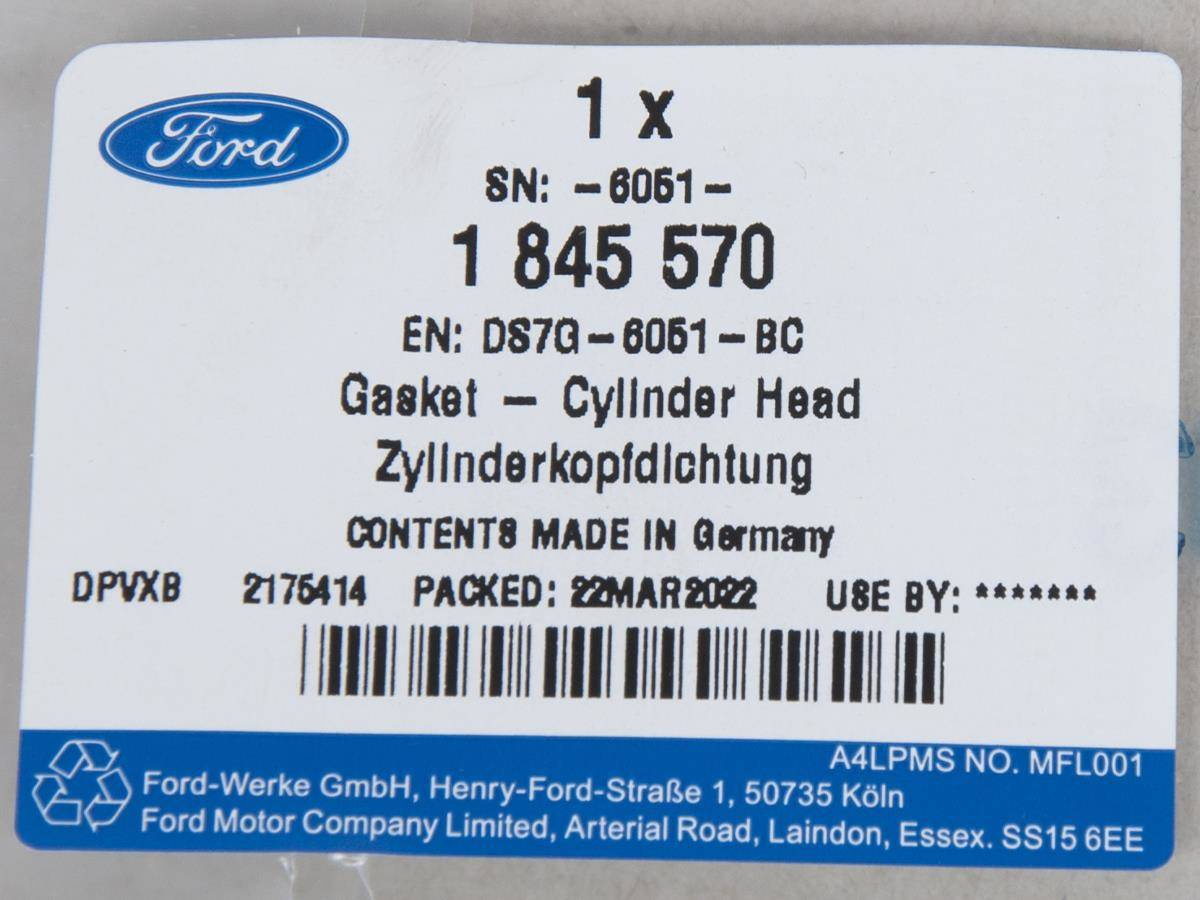 Ford
1 x
SN: -6051-
1 845 570
EN: DS7G-6051-BC
Gasket - Cylinder Head
Zylinderkopfdichtung
CONTENTS MADE IN Germany
DPVXB 2175414 PACKED: 22MAR2022 USE BY: *******
A4LPMS NO. MFL001
Ford-Werke GmbH, Henry-Ford-Straße 1, 50735 Köln
Ford Motor Company Limited, Arterial Road, Laindon, Essex. SS15 6EE